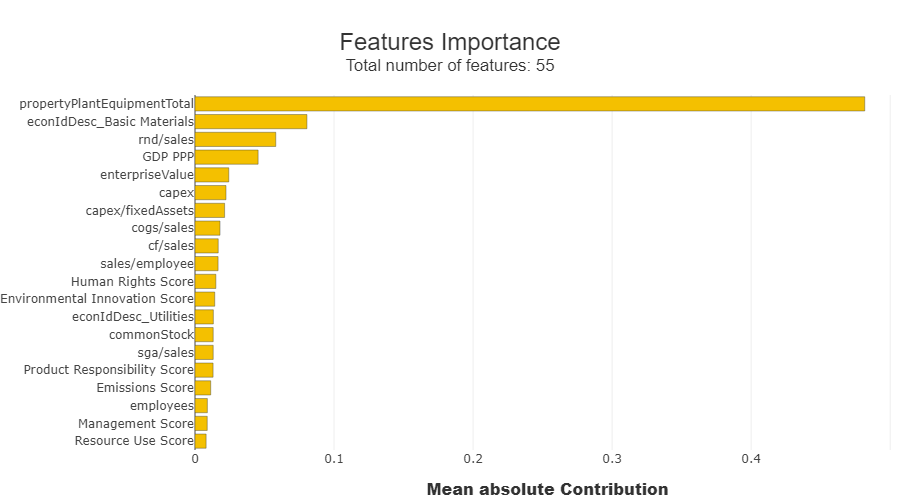 Features Importance
Total number of features: 55
propertyPlantEquipmentTotal
econIdDesc_Basic Materials
rnd/sales
GDP PPP
enterpriseValue
capex
capex/fixedAssets
cogs/sales
cf/sales
sales/employee
Human Rights Score
Environmental Innovation Score
econIdDesc_Utilities
commonStock
sga/sales
Product Responsibility Score
Emissions Score
employees
Management Score
Resource Use Score
0 0.1 0.2 0.3 0.4
Mean absolute Contribution